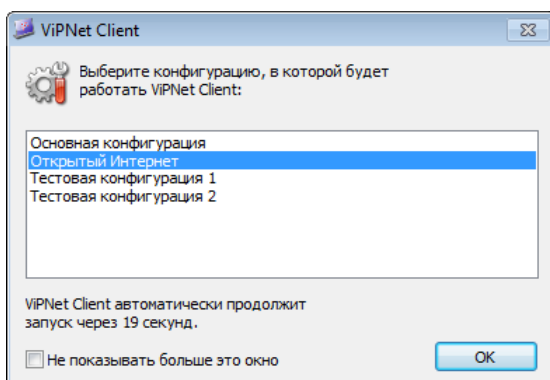 ViPNet Client
Выберите конфигурацию, в которой будет
работать ViPNet Client:
Основная конфигурация
Открытый Интернет
Тестовая конфигурация 1
Тестовая конфигурация 2
ViPNet Client автоматически продолжит
запуск через 19 секунд.
Не показывать больше это окно
OK